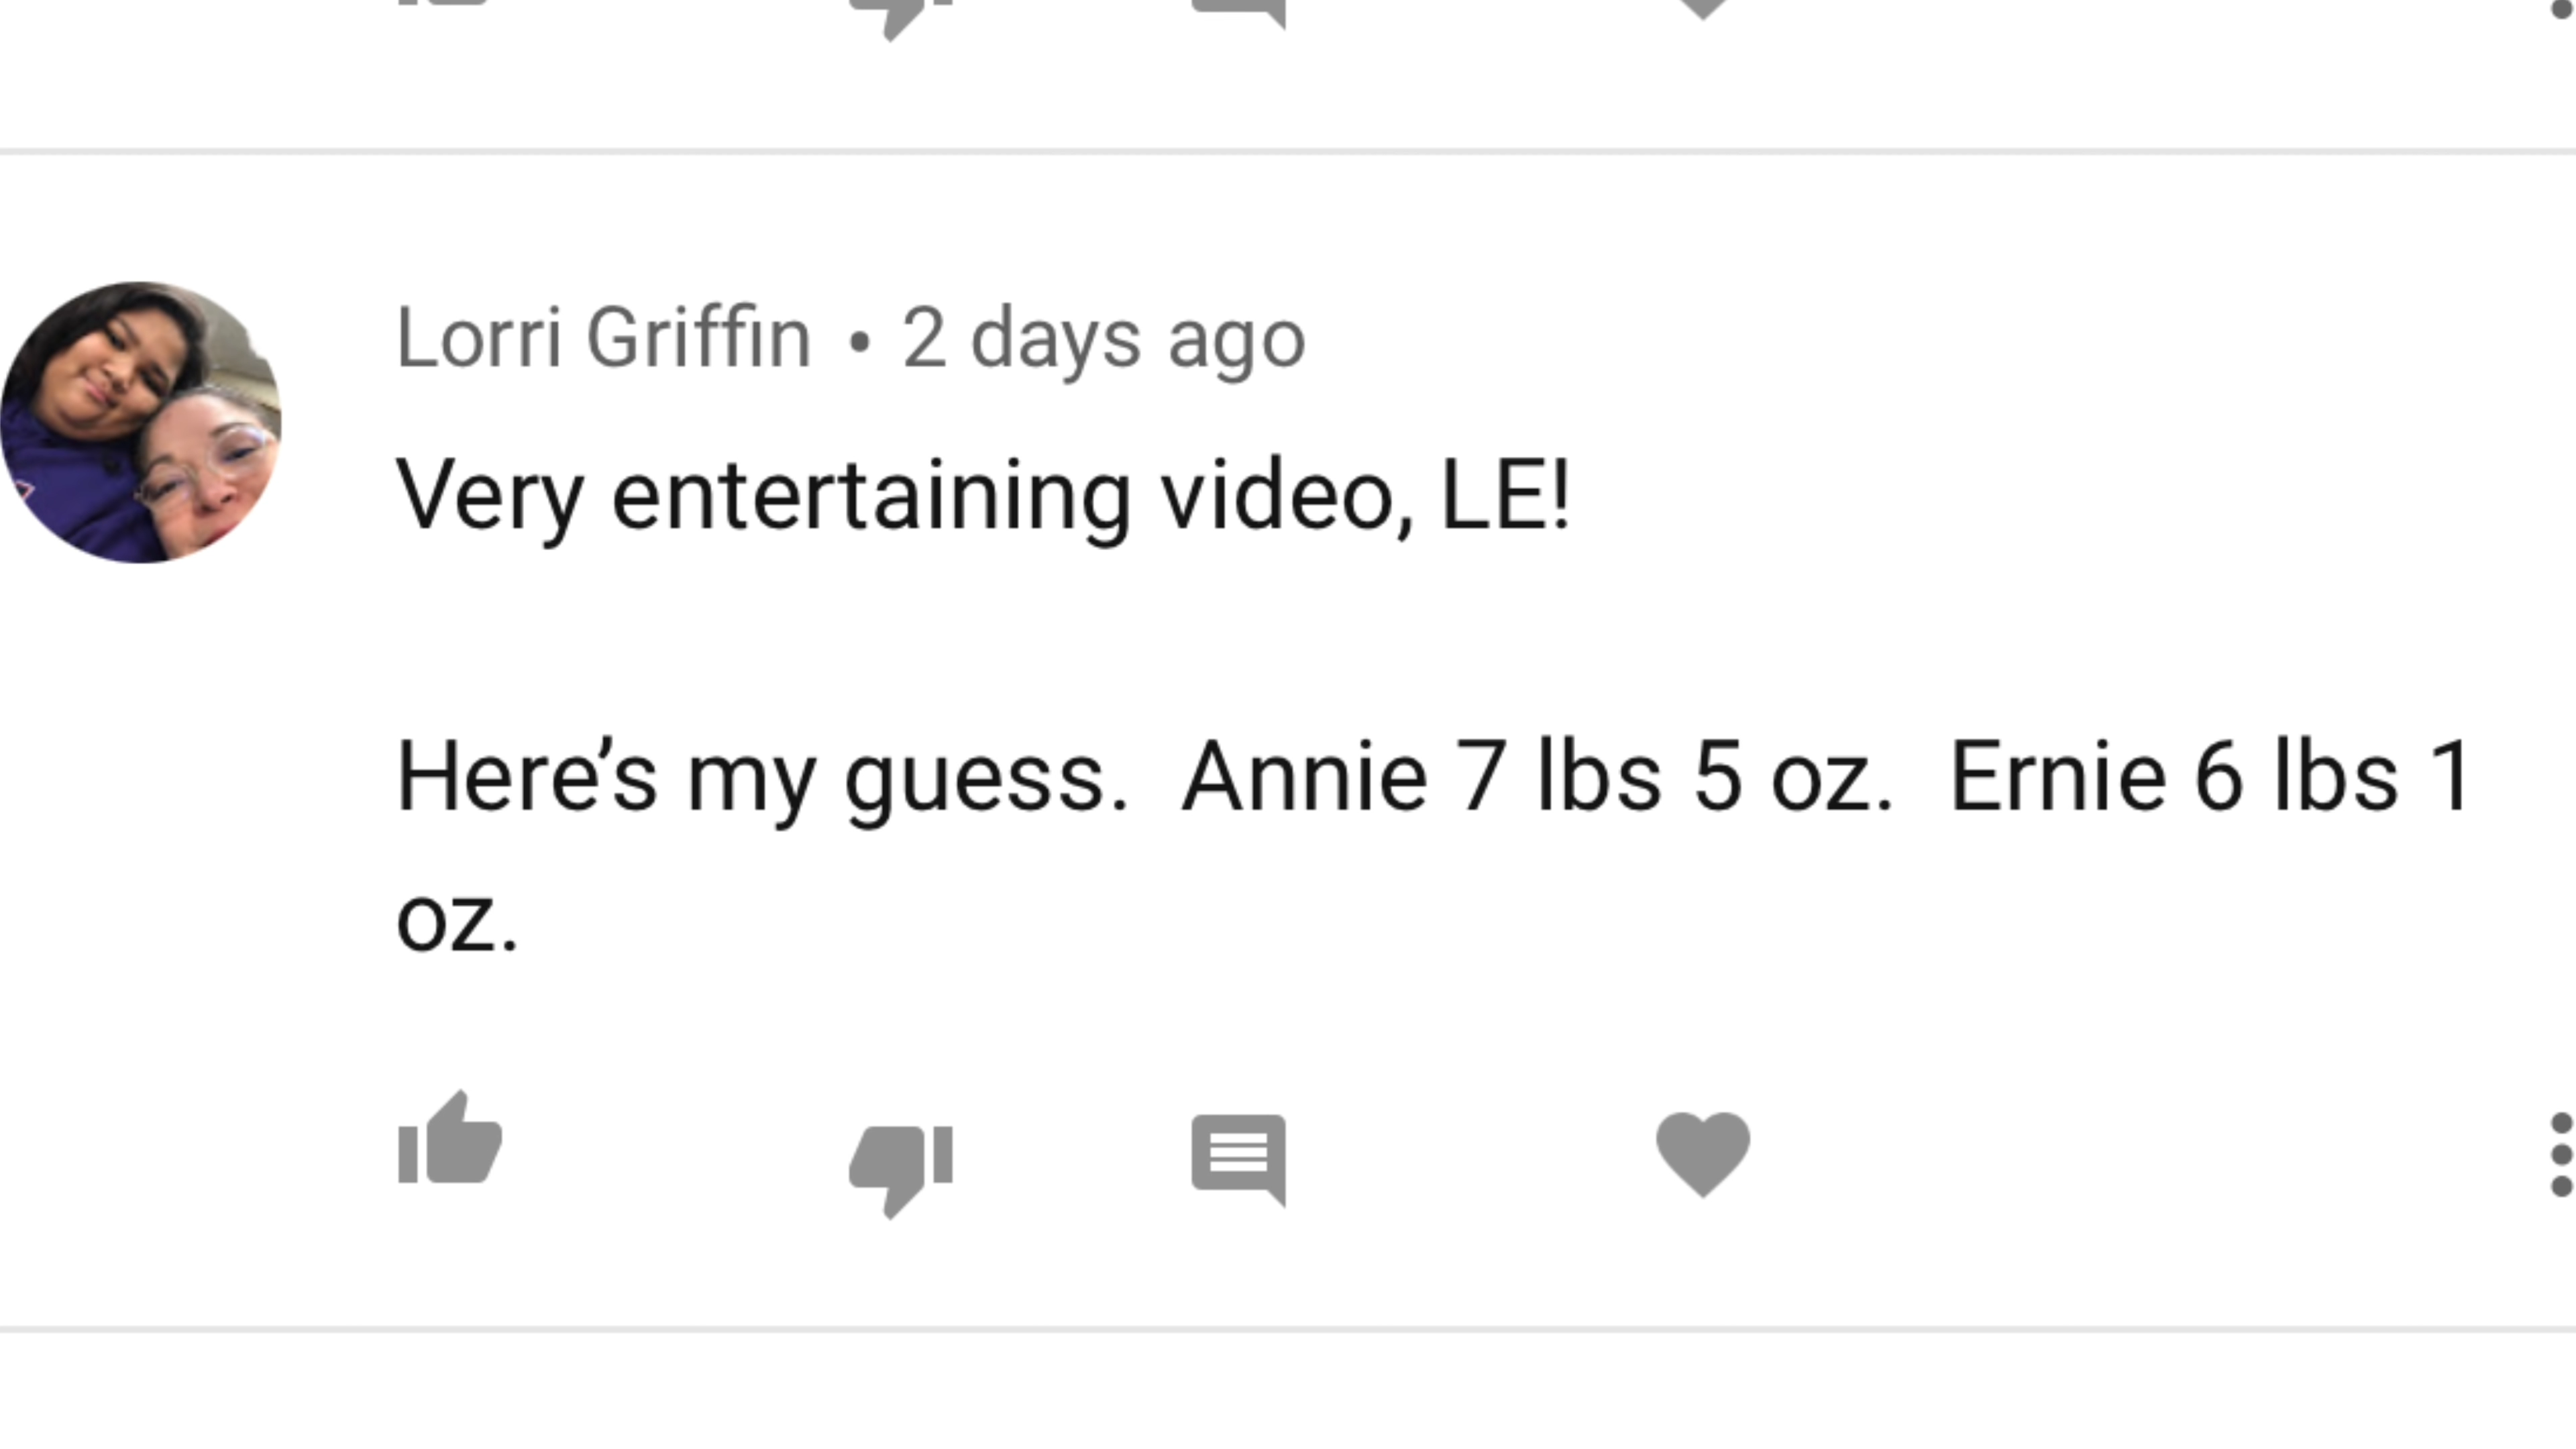 Lorri Griffin • 2 days ago
Very entertaining video, LE!
Here’s my guess.  Annie 7 lbs 5 oz.  Ernie 6 lbs 1
oz.